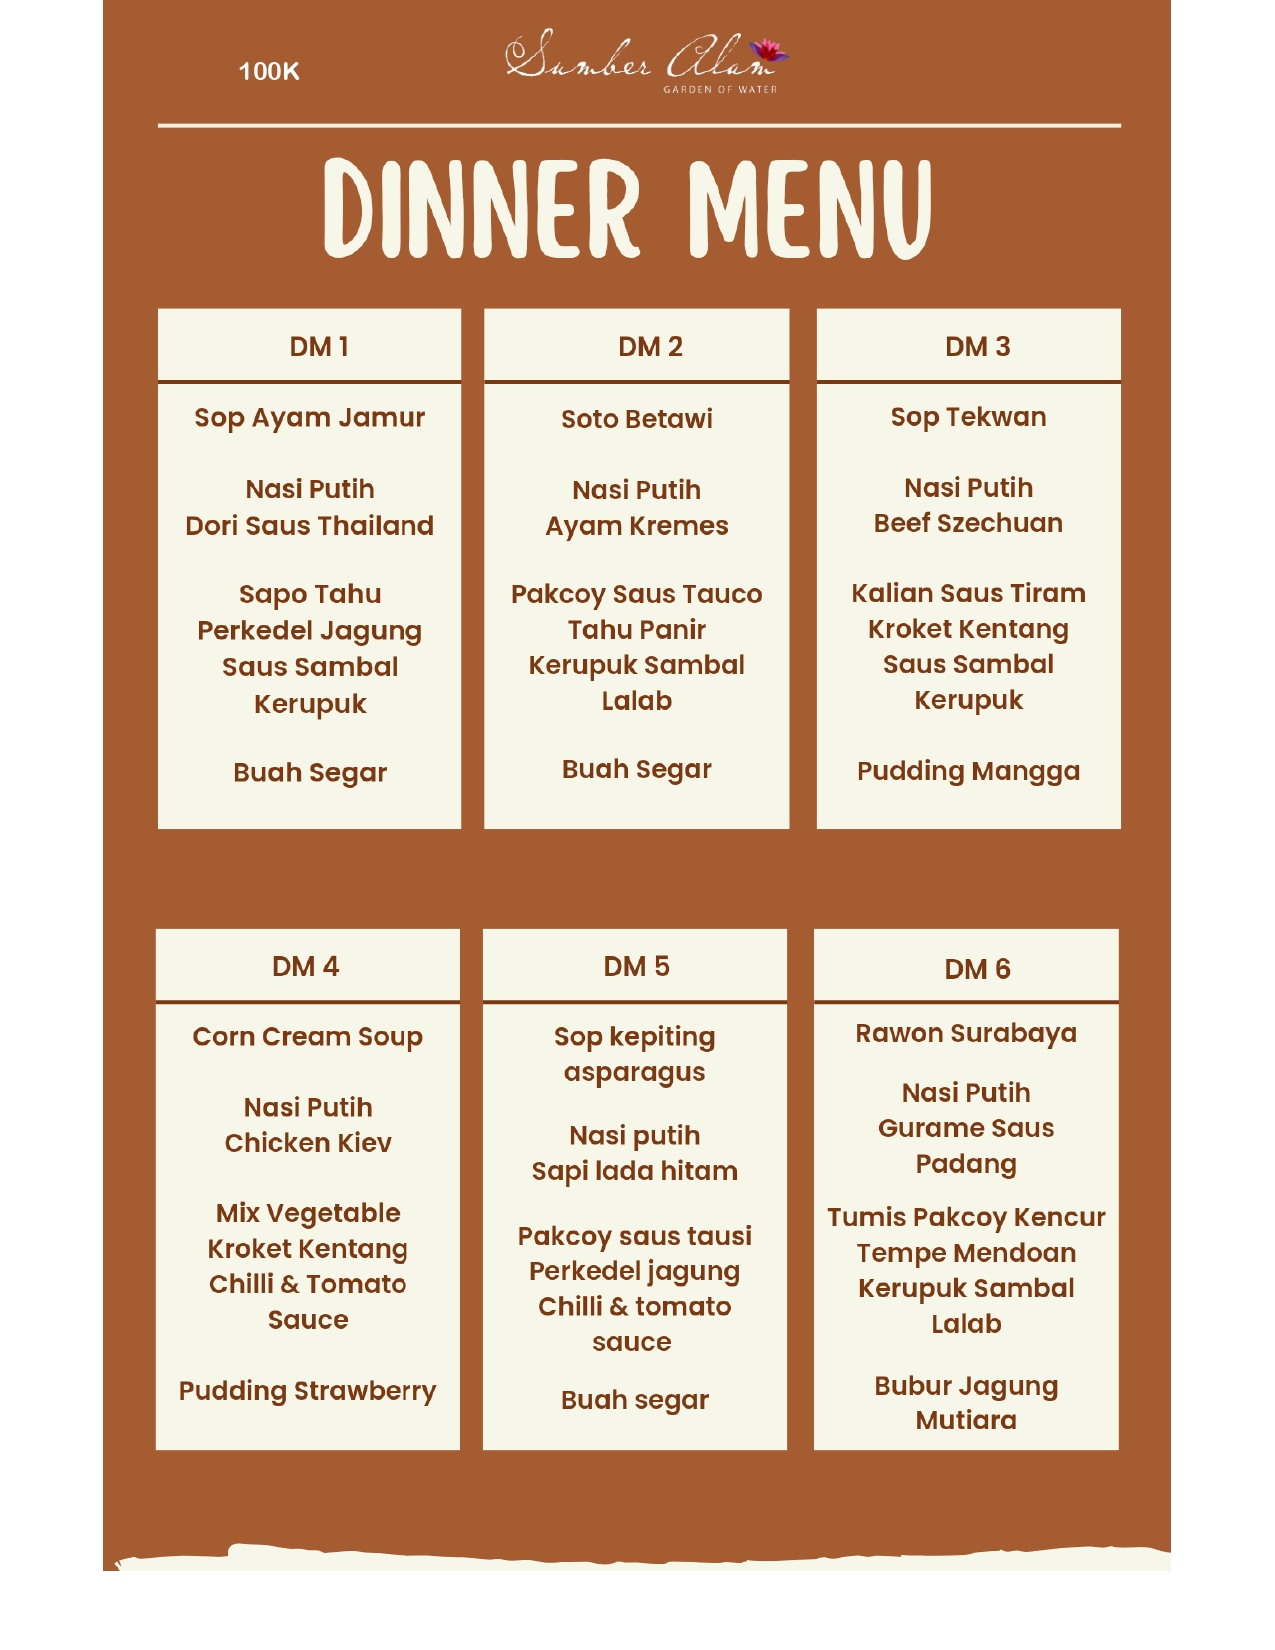 100K
Sumber Alam
GARDEN OF WATER
DINNER MENU
DM 1
Sop Ayam Jamur
Nasi Putih
Dori Saus Thailand
Sapo Tahu
Perkedel Jagung
Saus Sambal
Kerupuk
Buah Segar
DM 2
Soto Betawi
Nasi Putih
Ayam Kremes
Pakcoy Saus Tauco
Tahu Panir
Kerupuk Sambal
Lalab
Buah Segar
DM 3
Sop Tekwan
Nasi Putih
Beef Szechuan
Kalian Saus Tiram
Kroket Kentang
Saus Sambal
Kerupuk
Pudding Mangga
DM 4
Corn Cream Soup
Nasi Putih
Chicken Kiev
Mix Vegetable
Kroket Kentang
Chilli & Tomato
Sauce
Pudding Strawberry
DM 5
Sop kepiting
asparagus
Nasi putih
Sapi lada hitam
Pakcoy saus tausi
Perkedel jagung
Chilli & tomato
sauce
Buah segar
DM 6
Rawon Surabaya
Nasi Putih
Gurame Saus
Padang
Tumis Pakcoy Kencur
Tempe Mendoan
Kerupuk Sambal
Lalab
Bubur Jagung
Mutiara